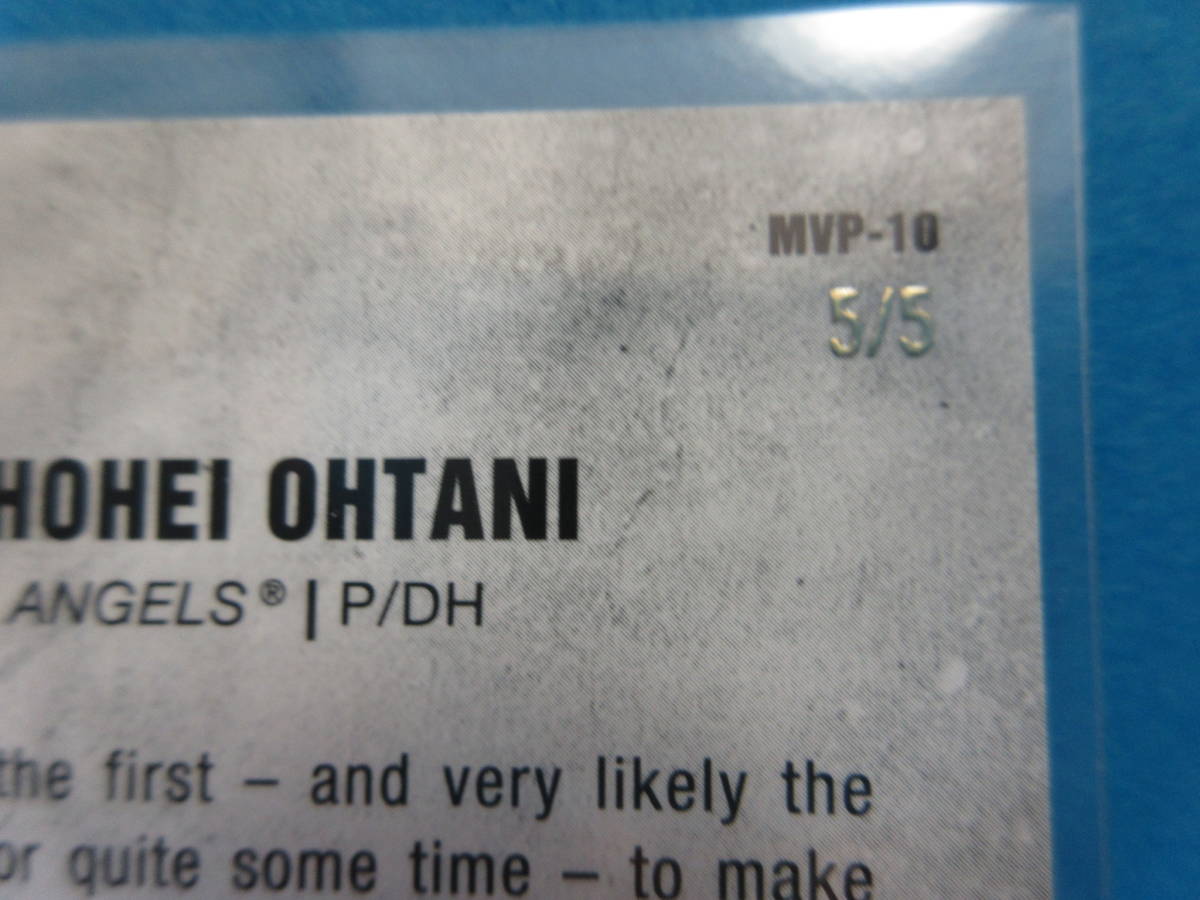 MVP-10
5/5
HOHEI OHTANI
ANGELS® | P/DH
the first – and very likely the
or quite some time – to make